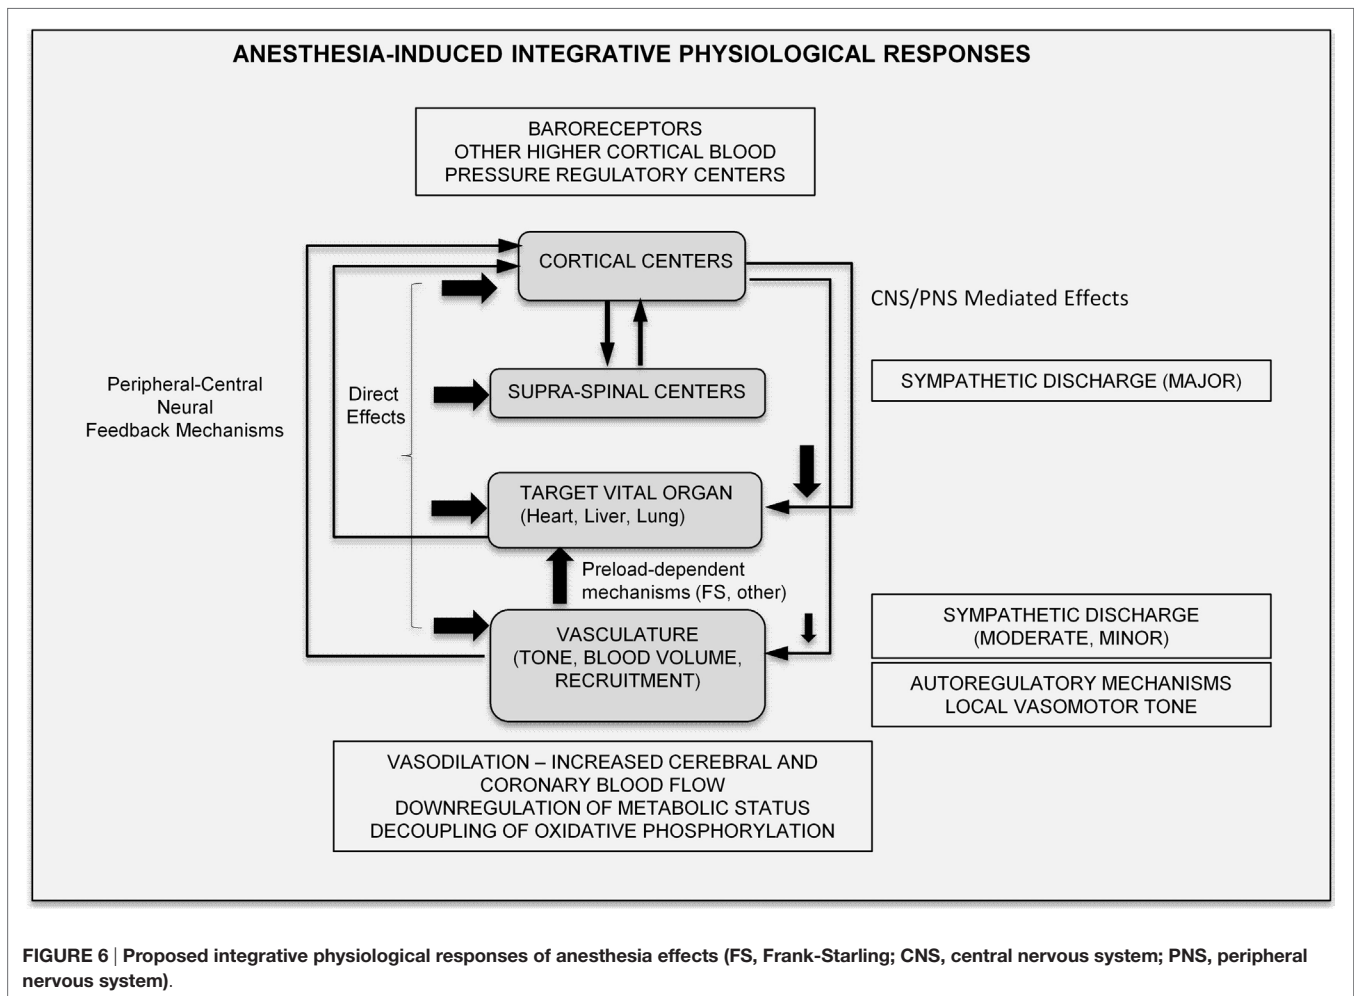 ANESTHESIA-INDUCED INTEGRATIVE PHYSIOLOGICAL RESPONSES
BARORECEPTORS
OTHER HIGHER CORTICAL BLOOD
PRESSURE REGULATORY CENTERS
CORTICAL CENTERS
CNS/PNS Mediated Effects
Peripheral-Central
Neural
Feedback Mechanisms
Direct
Effects
SUPRA-SPINAL CENTERS
SYMPATHETIC DISCHARGE (MAJOR)
TARGET VITAL ORGAN
(Heart, Liver, Lung)
Preload-dependent
mechanisms (FS, other)
VASCULATURE
(TONE, BLOOD VOLUME,
RECRUITMENT)
SYMPATHETIC DISCHARGE
(MODERATE, MINOR)
AUTOREGULATORY MECHANISMS
LOCAL VASOMOTOR TONE
VASODILATION – INCREASED CEREBRAL AND
CORONARY BLOOD FLOW
DOWNREGULATION OF METABOLIC STATUS
DECOUPLING OF OXIDATIVE PHOSPHORYLATION
FIGURE 6 | Proposed integrative physiological responses of anesthesia effects (FS, Frank-Starling; CNS, central nervous system; PNS, peripheral
nervous system).